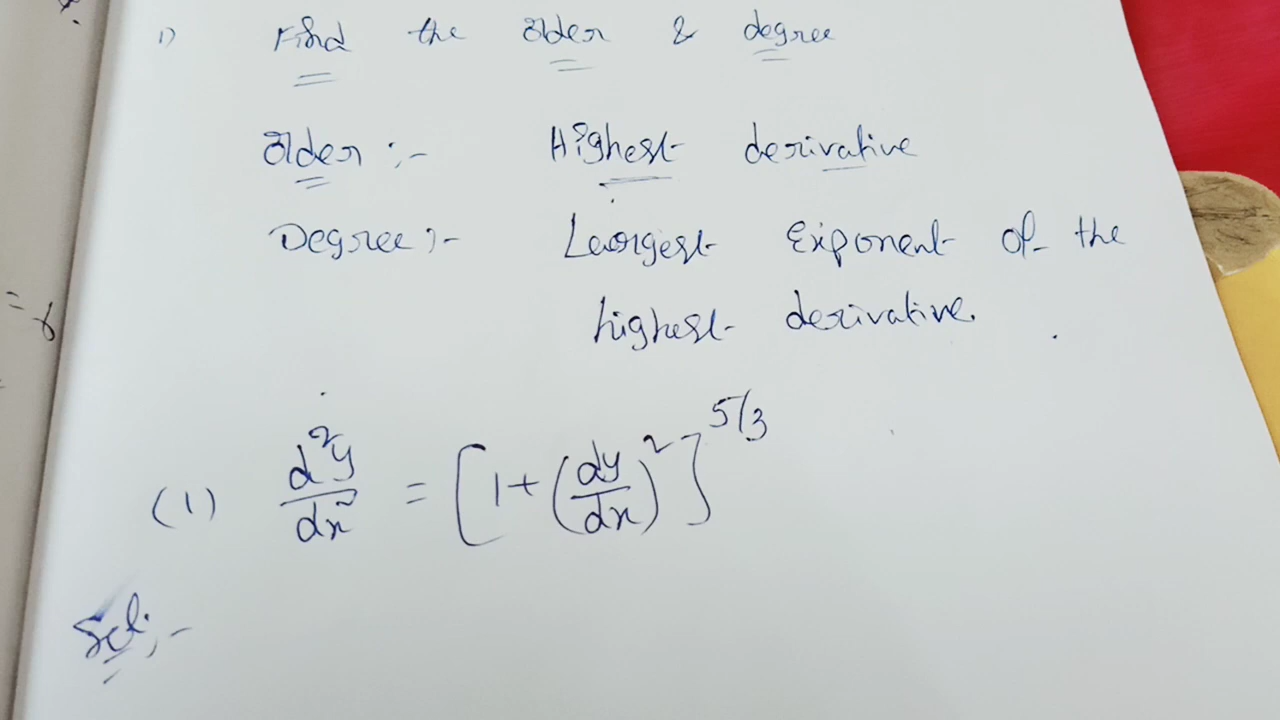 1) Find the order & degree
Order :- Highest derivative
Degree :- Largest Exponent of the
highest derivative.
(1) d²y/dx² = [1+(dy/dx)²]^5/3
Sol:-